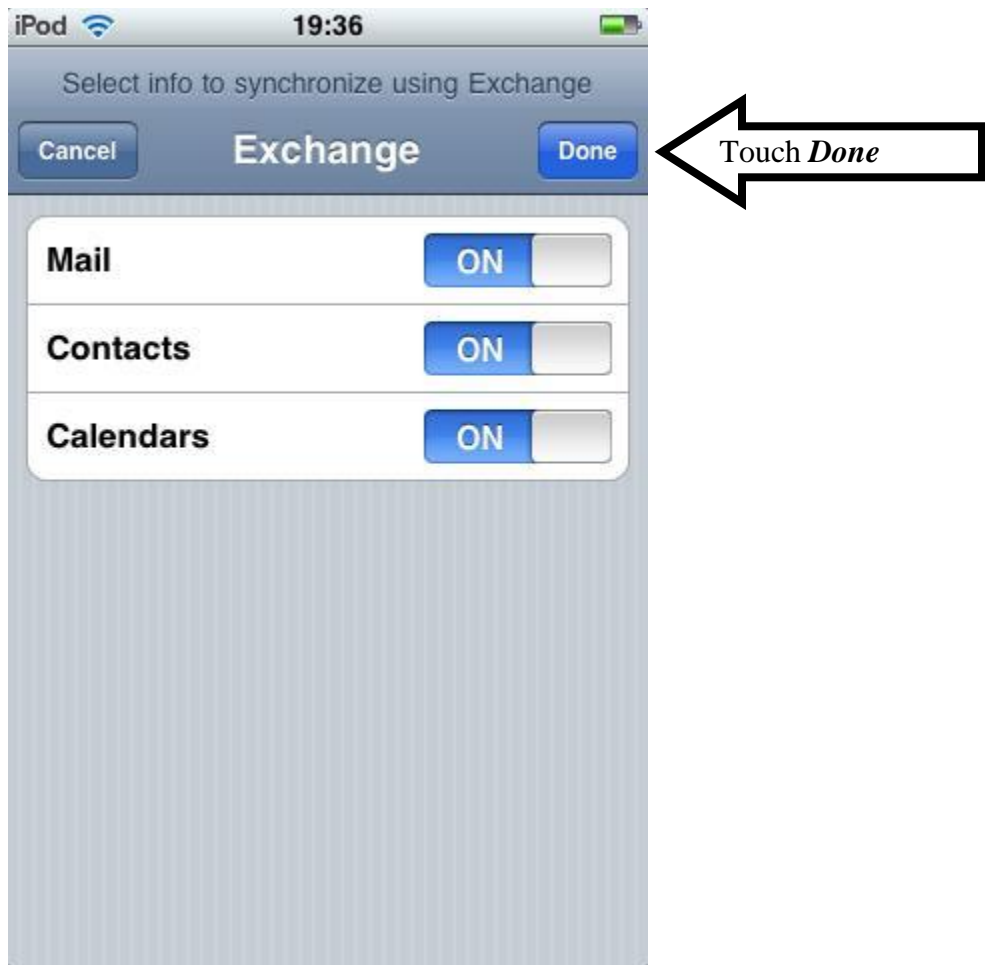 iPod 19:36
Select info to synchronize using Exchange
Cancel Exchange Done
Touch Done
Mail ON
Contacts ON
Calendars ON